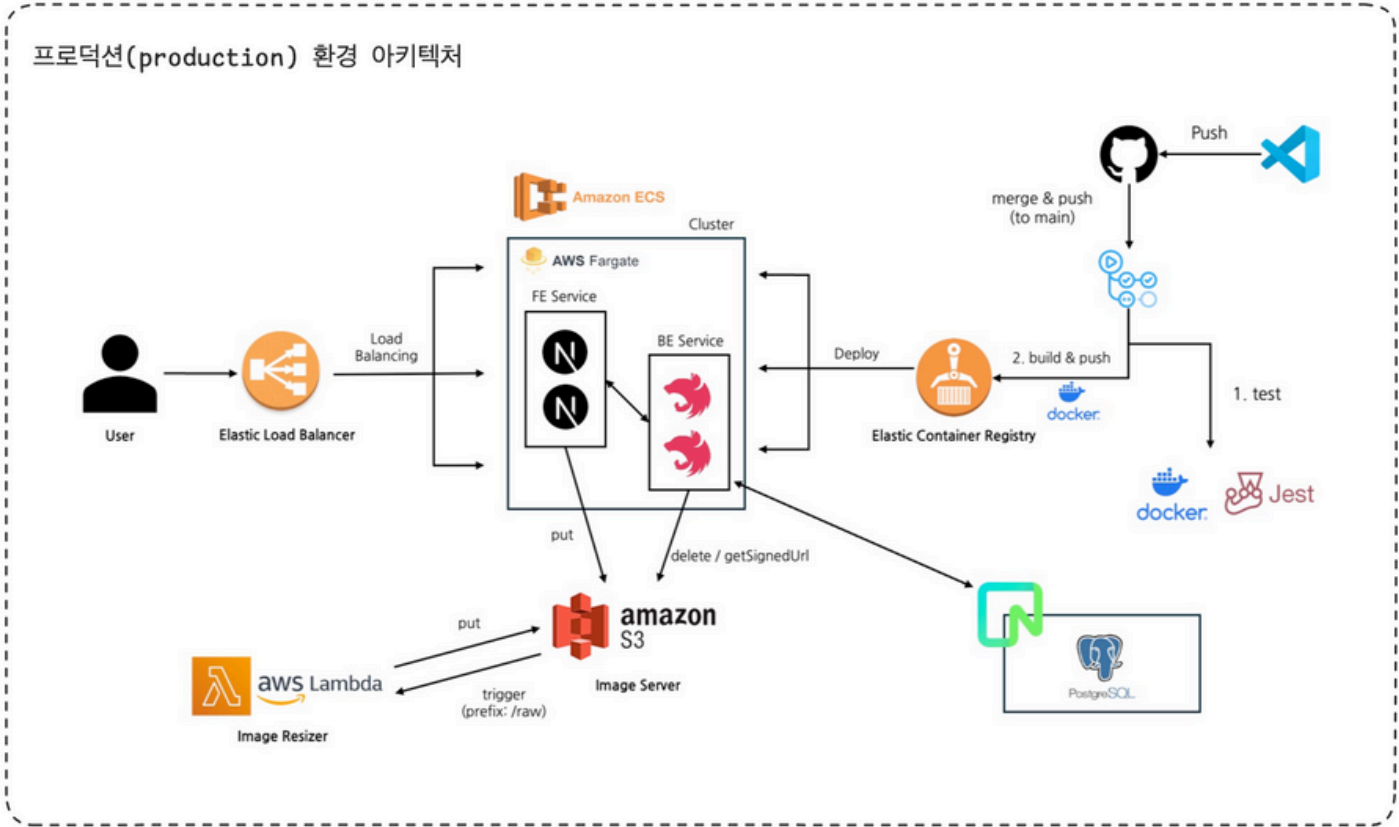 프로덕션(production) 환경 아키텍처
Push
merge & push
(to main)
Amazon ECS
Cluster
AWS Fargate
FE Service
BE Service
Load
Balancing
User
Elastic Load Balancer
Deploy
2. build & push
docker
Elastic Container Registry
1. test
docker
Jest
put
delete / getSignedUrl
amazon
S3
Image Server
put
trigger
(prefix: /raw)
aws Lambda
Image Resizer
PostgreSQL